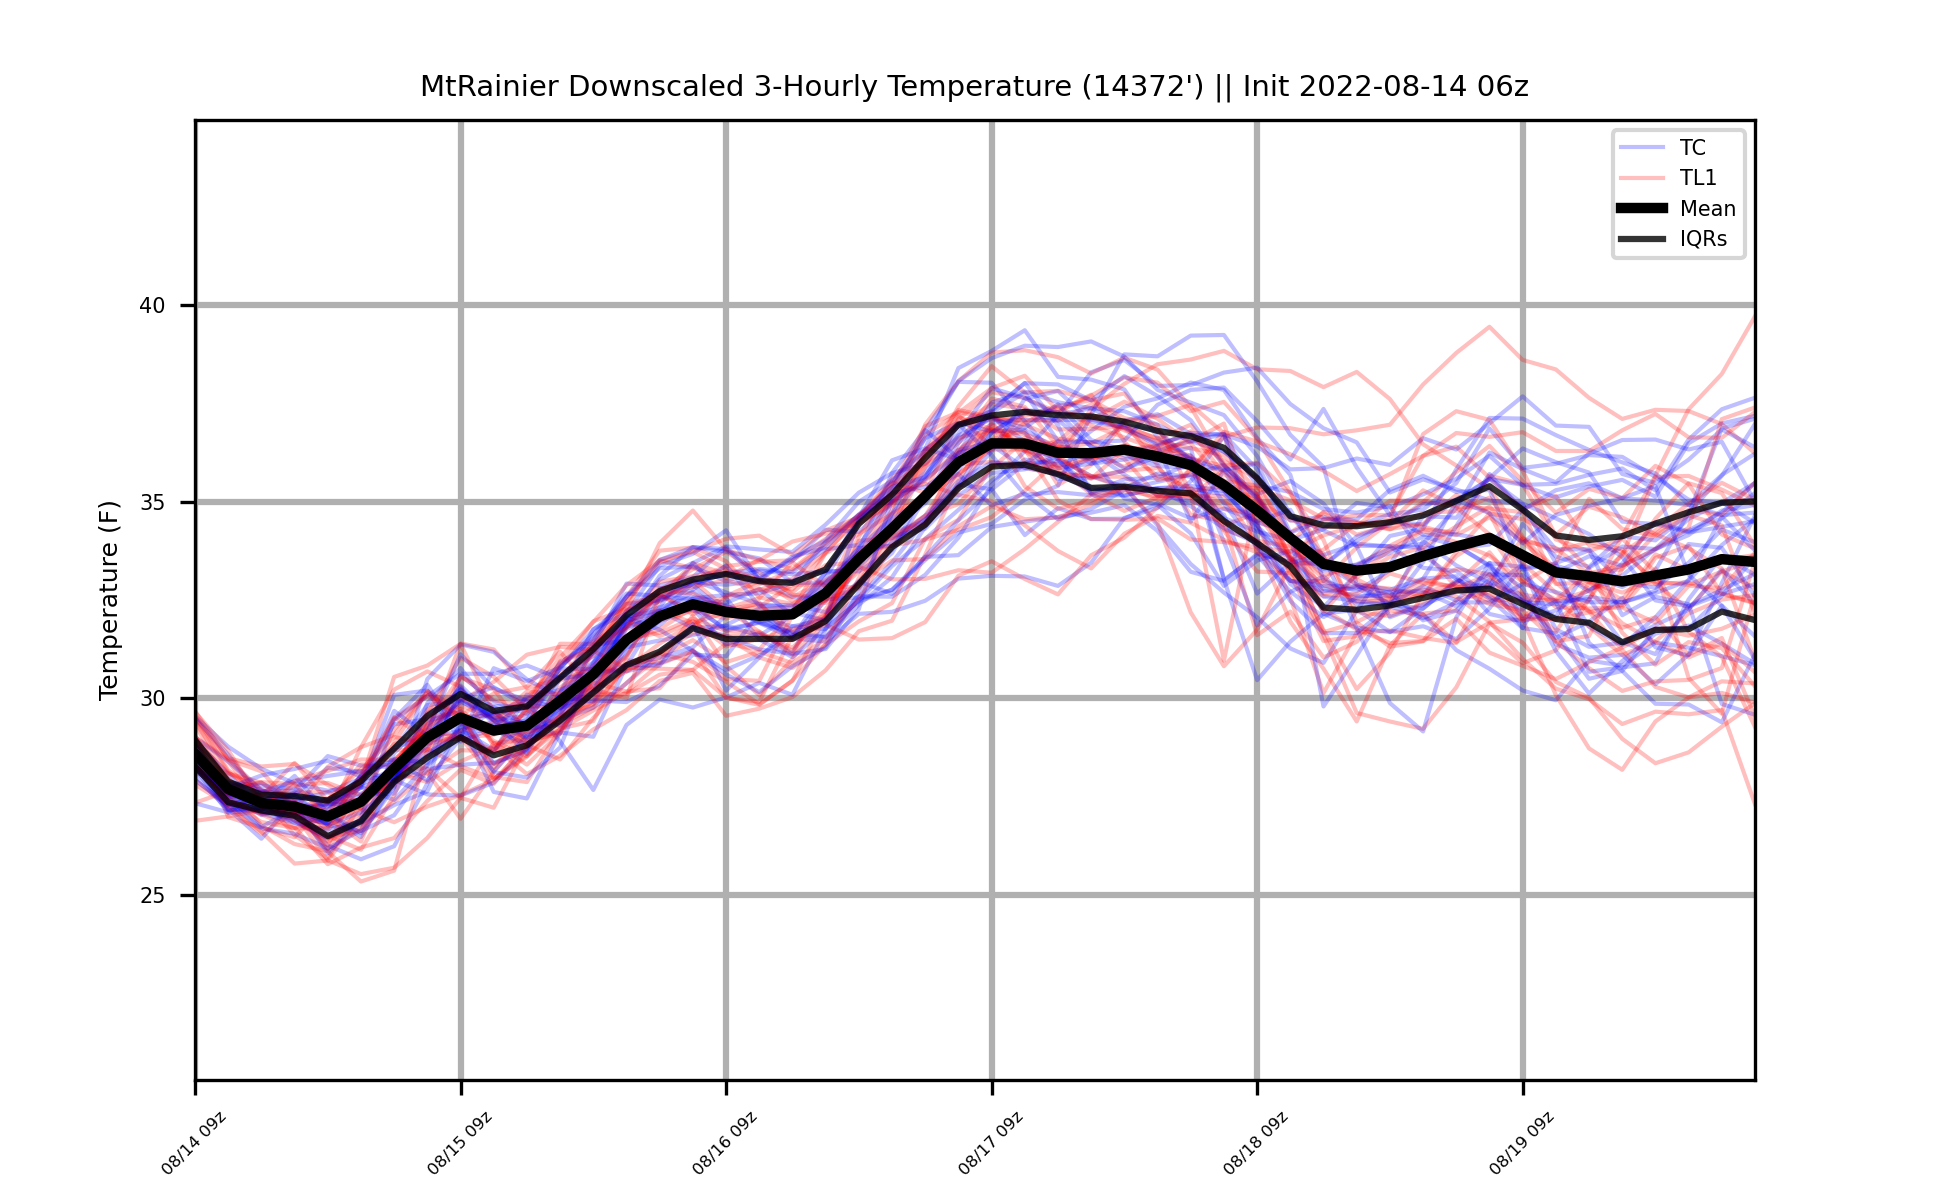 MtRainier Downscaled 3-Hourly Temperature (14372') || Init 2022-08-14 06z
TC
TL1
Mean
IQRs
Temperature (F)
40
35
30
25
08/14 09z
08/15 09z
08/16 09z
08/17 09z
08/18 09z
08/19 09z